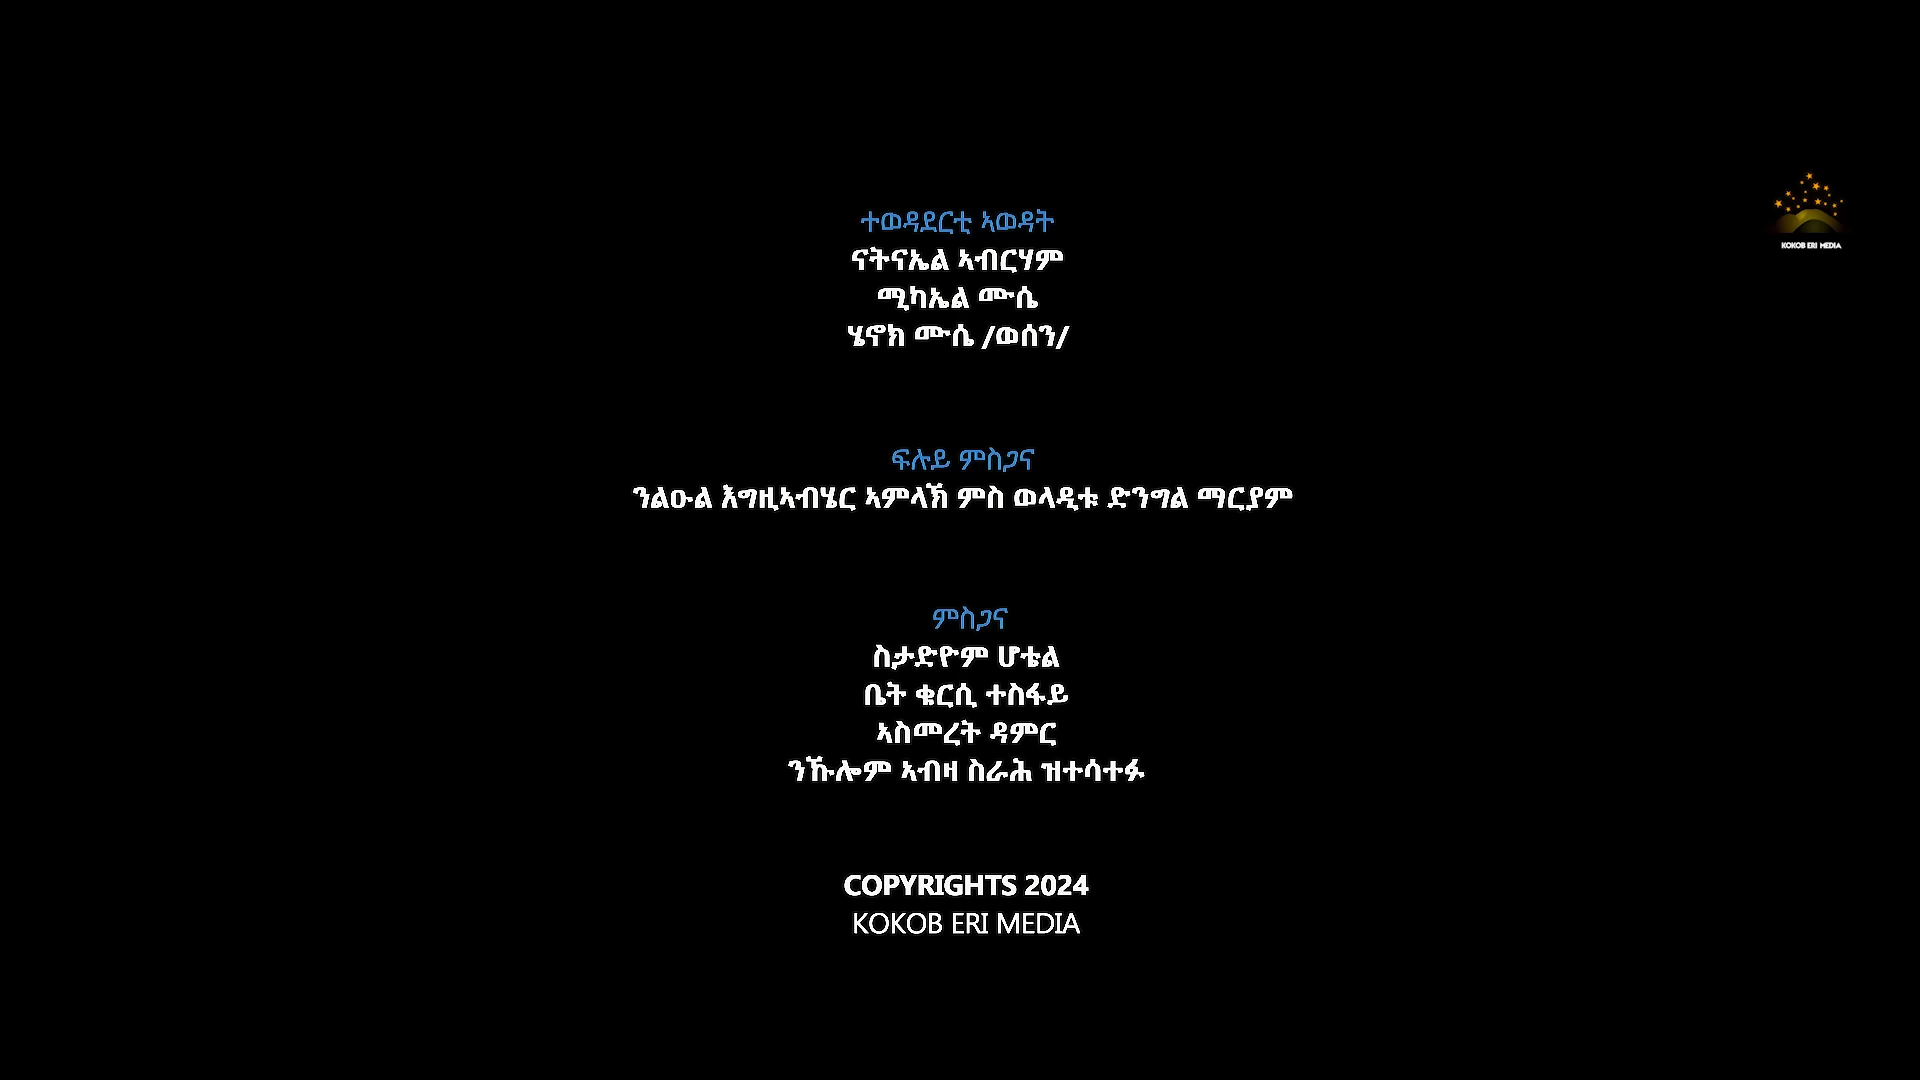 ተወዳደርቲ ኣወዳት
ናትናኤል ኣብርሃም
ሚካኤል ሙሴ
ሄኖክ ሙሴ /ወሰን/
ፍሉይ ምስጋና
ንልዑል እግዚኣብሄር ኣምላኽ ምስ ወላዲቱ ድንግል ማርያም
ምስጋና
ስታድዮም ሆቴል
ቤት ቁርሲ ተስፋይ
ኣስመረት ዳምር
ንኹሎም ኣብዛ ስራሕ ዝተሳተፉ
COPYRIGHTS 2024
KOKOB ERI MEDIA
KOKOB ERI MEDIA